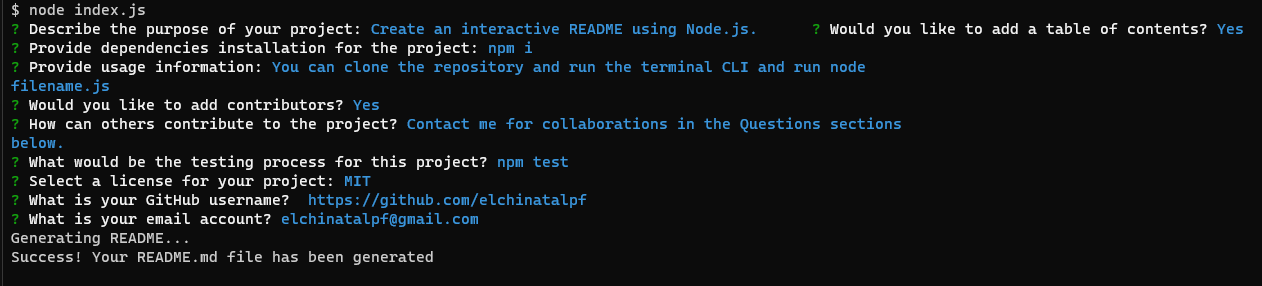 $ node index.js
? Describe the purpose of your project: Create an interactive README using Node.js. ? Would you like to add a table of contents? Yes
? Provide dependencies installation for the project: npm i
? Provide usage information: You can clone the repository and run the terminal CLI and run node
filename.js
? Would you like to add contributors? Yes
? How can others contribute to the project? Contact me for collaborations in the Questions sections
below.
? What would be the testing process for this project? npm test
? Select a license for your project: MIT
? What is your GitHub username?  https://github.com/elchinatalpf
? What is your email account? elchinatalpf@gmail.com
Generating README...
Success! Your README.md file has been generated